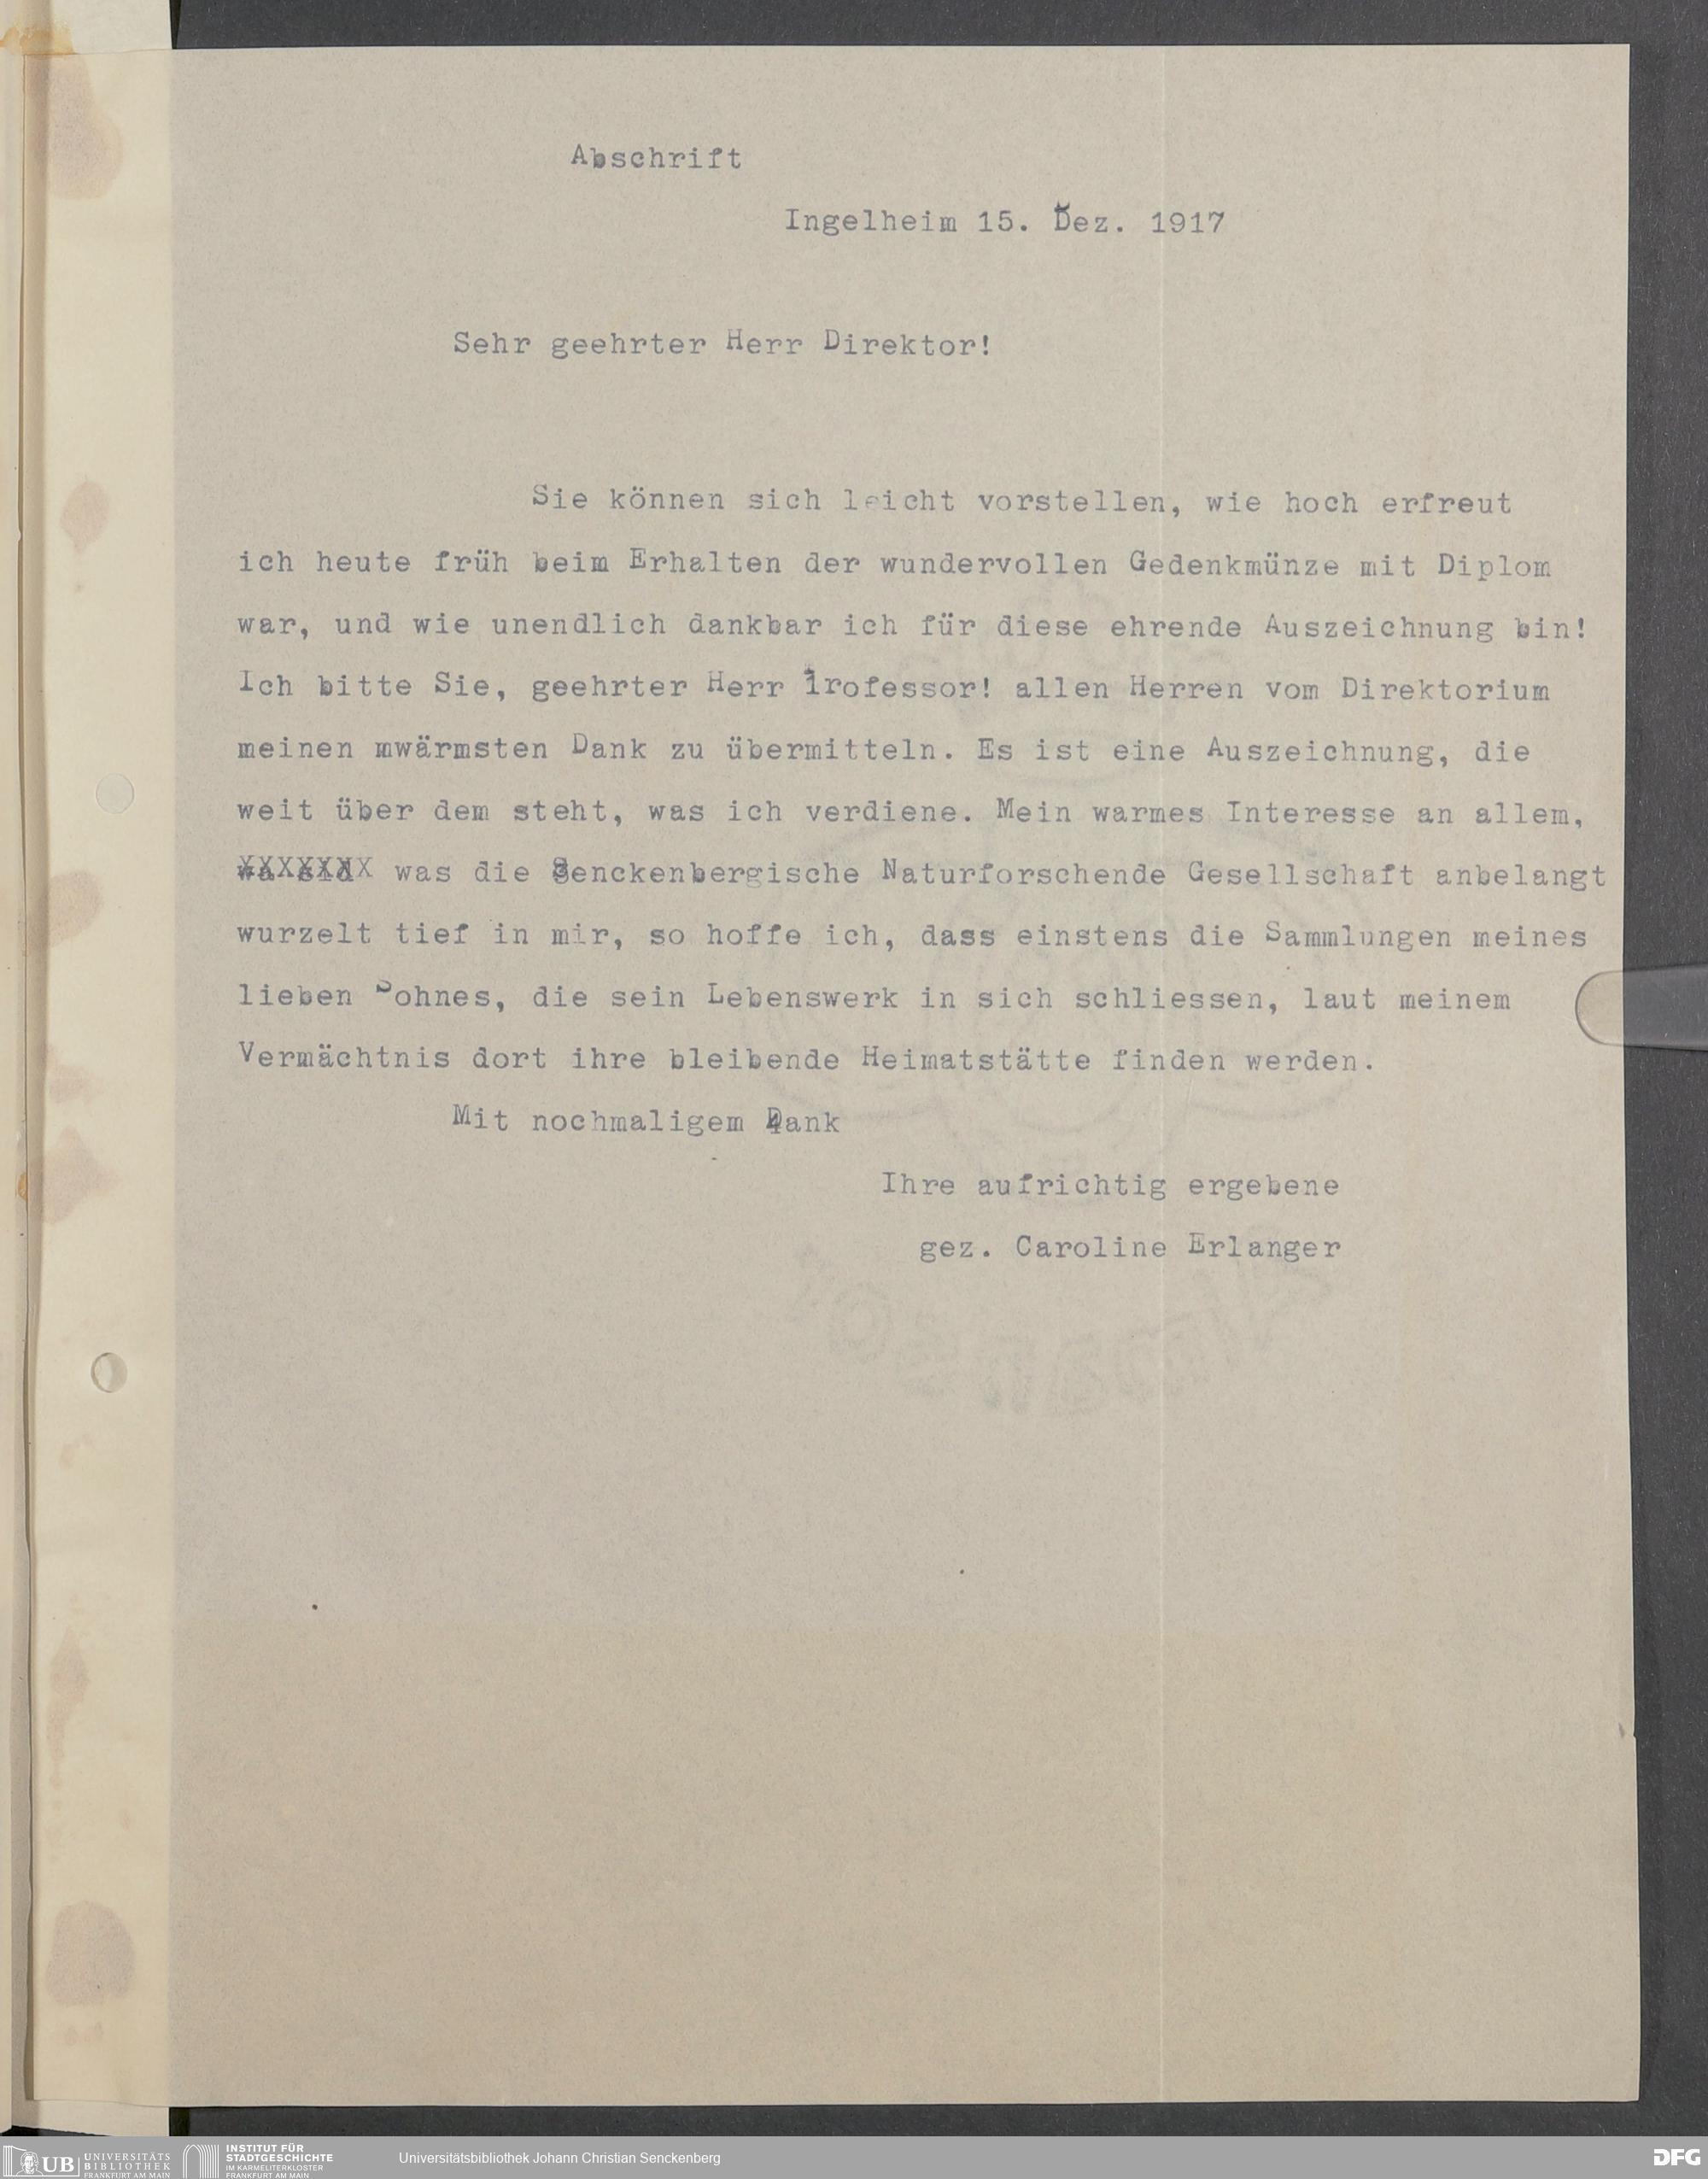 Abschrift
Ingelheim 15. Dez. 1917
Sehr geehrter Herr Direktor!
Sie können sich leicht vorstellen, wie hoch erfreut
ich heute früh beim Erhalten der wundervollen Gedenkmünze mit Diplom
war, und wie unendlich dankbar ich für diese ehrende Auszeichnung bin!
Ich bitte Sie, geehrter Herr Professor! allen Herren vom Direktorium
meinen mwärmsten Dank zu übermitteln. Es ist eine Auszeichnung, die
weit über dem steht, was ich verdiene. Mein warmes Interesse an allem,
was die Senckenbergische Naturforschende Gesellschaft anbelangt
wurzelt tief in mir, so hoffe ich, dass einstens die Sammlungen meines
lieben Sohnes, die sein Lebenswerk in sich schliessen, laut meinem
Vermächtnis dort ihre bleibende Heimatstätte finden werden.
Mit nochmaligem Dank
Ihre aufrichtig ergebene
gez. Caroline Erlanger
UB UNIVERSITÄTS
BIBLIOTHEK
FRANKFURT AM MAIN
INSTITUT FÜR
STADTGESCHICHTE
IM KARMELITERKLOSTER
FRANKFURT AM MAIN
Universitätsbibliothek Johann Christian Senckenberg
DFG